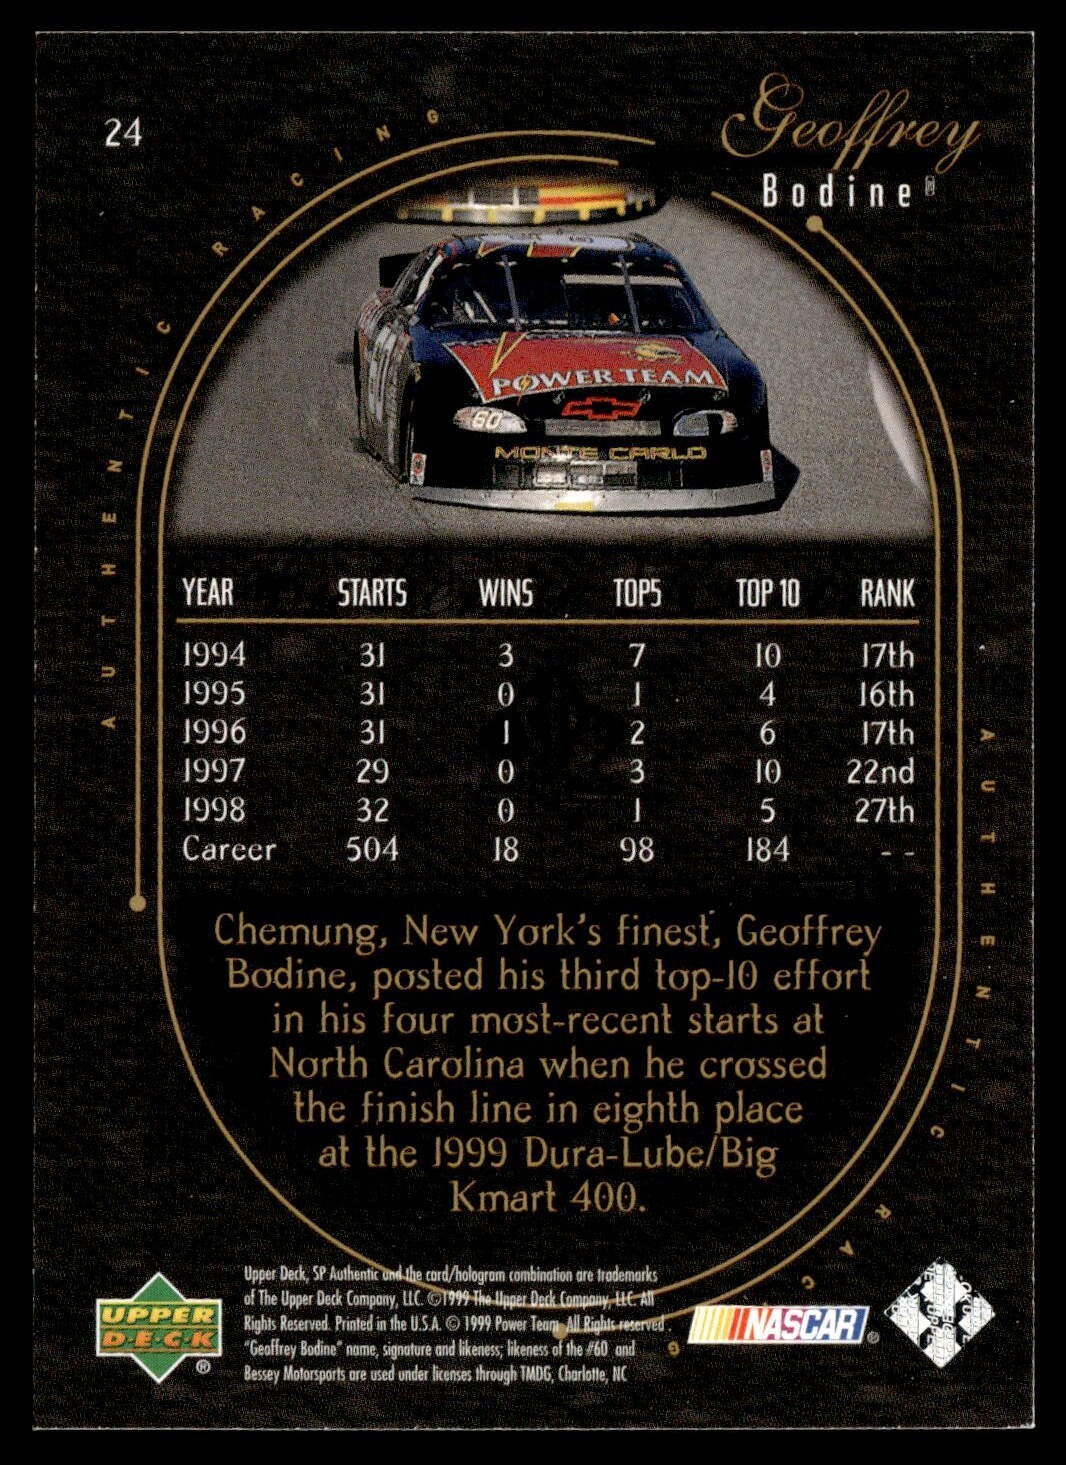 24
Geoffrey
Bodine
AUTHENTIC RACING
POWER TEAM
60
MONTE CARLO
YEAR STARTS WINS TOP5 TOP 10 RANK
1994 31 3 7 10 17th
1995 31 0 1 4 16th
1996 31 1 2 6 17th
1997 29 0 3 10 22nd
1998 32 0 1 5 27th
Career 504 18 98 184 - -
AUTHENTIC RACING
Chemung, New York's finest, Geoffrey
Bodine, posted his third top-10 effort
in his four most-recent starts at
North Carolina when he crossed
the finish line in eighth place
at the 1999 Dura-Lube/Big
Kmart 400.
Upper Deck, SP Authentic and the card/hologram combination are trademarks
of The Upper Deck Company, LLC. ©1999 The Upper Deck Company, LLC. All
Rights Reserved. Printed in the U.S.A. © 1999 Power Team. All Rights reserved.
"Geoffrey Bodine" name, signature and likeness; likeness of the #60 and
Bessey Motorsports are used under licenses through TMDG, Charlotte, NC
UPPER
DECK
®
NASCAR®